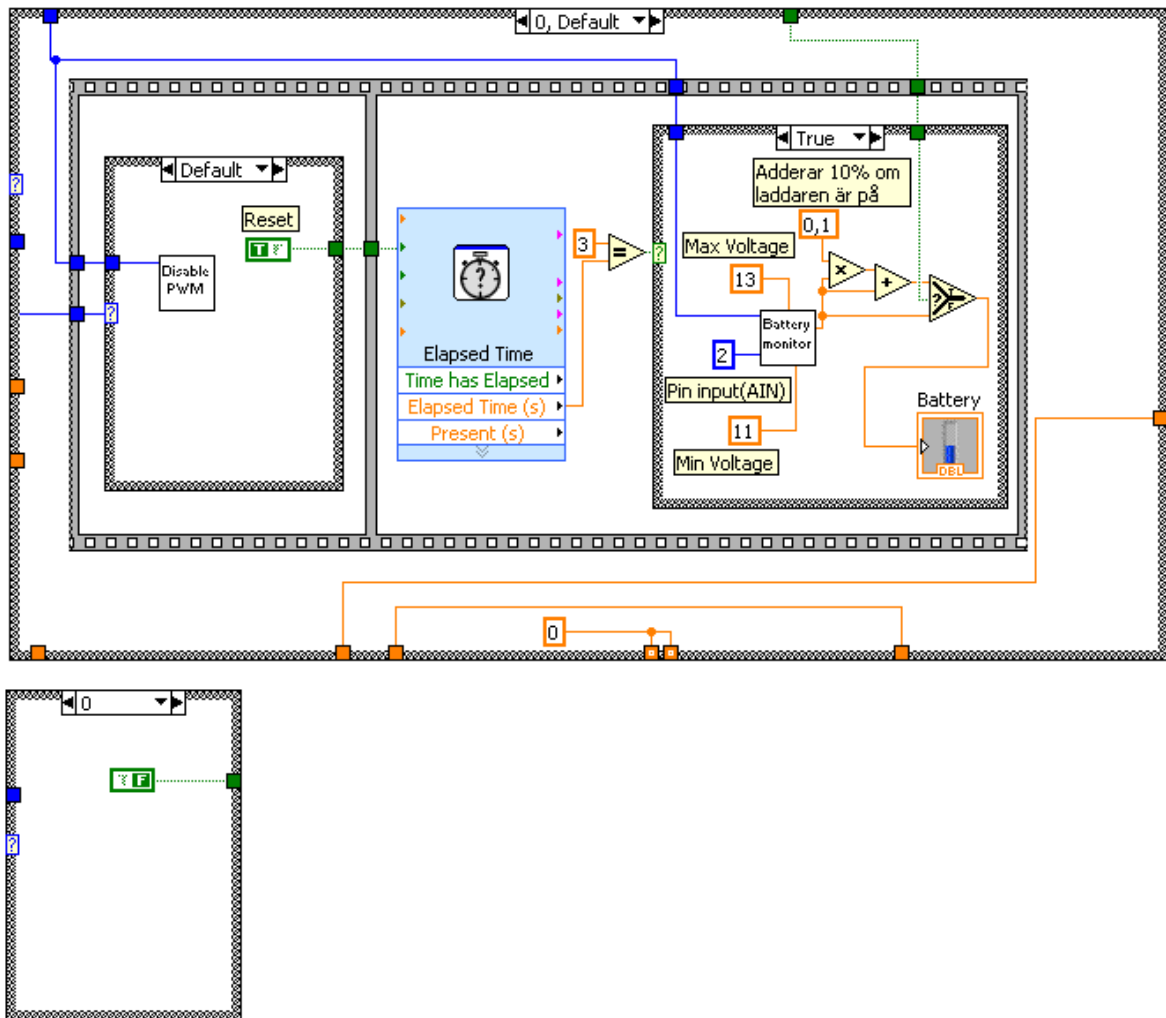 0, Default
Default
Reset
T
Disable
PWM
?
?
?
Elapsed Time
Time has Elapsed
Elapsed Time (s)
Present (s)
3
=
?
True
Adderar 10% om
laddaren är på
0,1
Max Voltage
13
x
+
?
F
Battery
monitor
2
Pin input(AIN)
11
Min Voltage
Battery
DBL
0
0
F
?